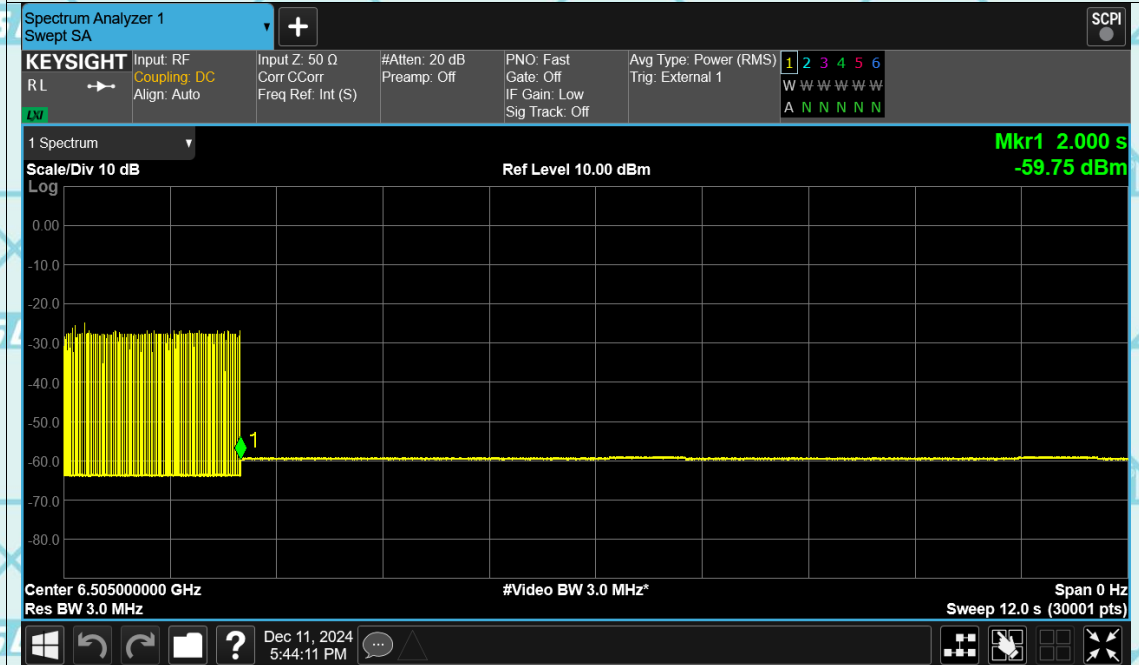 Spectrum Analyzer 1
Swept SA
+
SCPI
KEYSIGHT
R L
LXI
Input: RF
Coupling: DC
Align: Auto
Input Z: 50 Ω
Corr CCorr
Freq Ref: Int (S)
#Atten: 20 dB
Preamp: Off
PNO: Fast
Gate: Off
IF Gain: Low
Sig Track: Off
Avg Type: Power (RMS)
Trig: External 1
1 2 3 4 5 6
W W W W W W
A N N N N N
1 Spectrum
Mkr1 2.000 s
Scale/Div 10 dB
Ref Level 10.00 dBm
-59.75 dBm
Log
0.00
-10.0
-20.0
-30.0
-40.0
-50.0
1
-60.0
-70.0
-80.0
Center 6.505000000 GHz
#Video BW 3.0 MHz*
Span 0 Hz
Res BW 3.0 MHz
Sweep 12.0 s (30001 pts)
?
Dec 11, 2024
5:44:11 PM